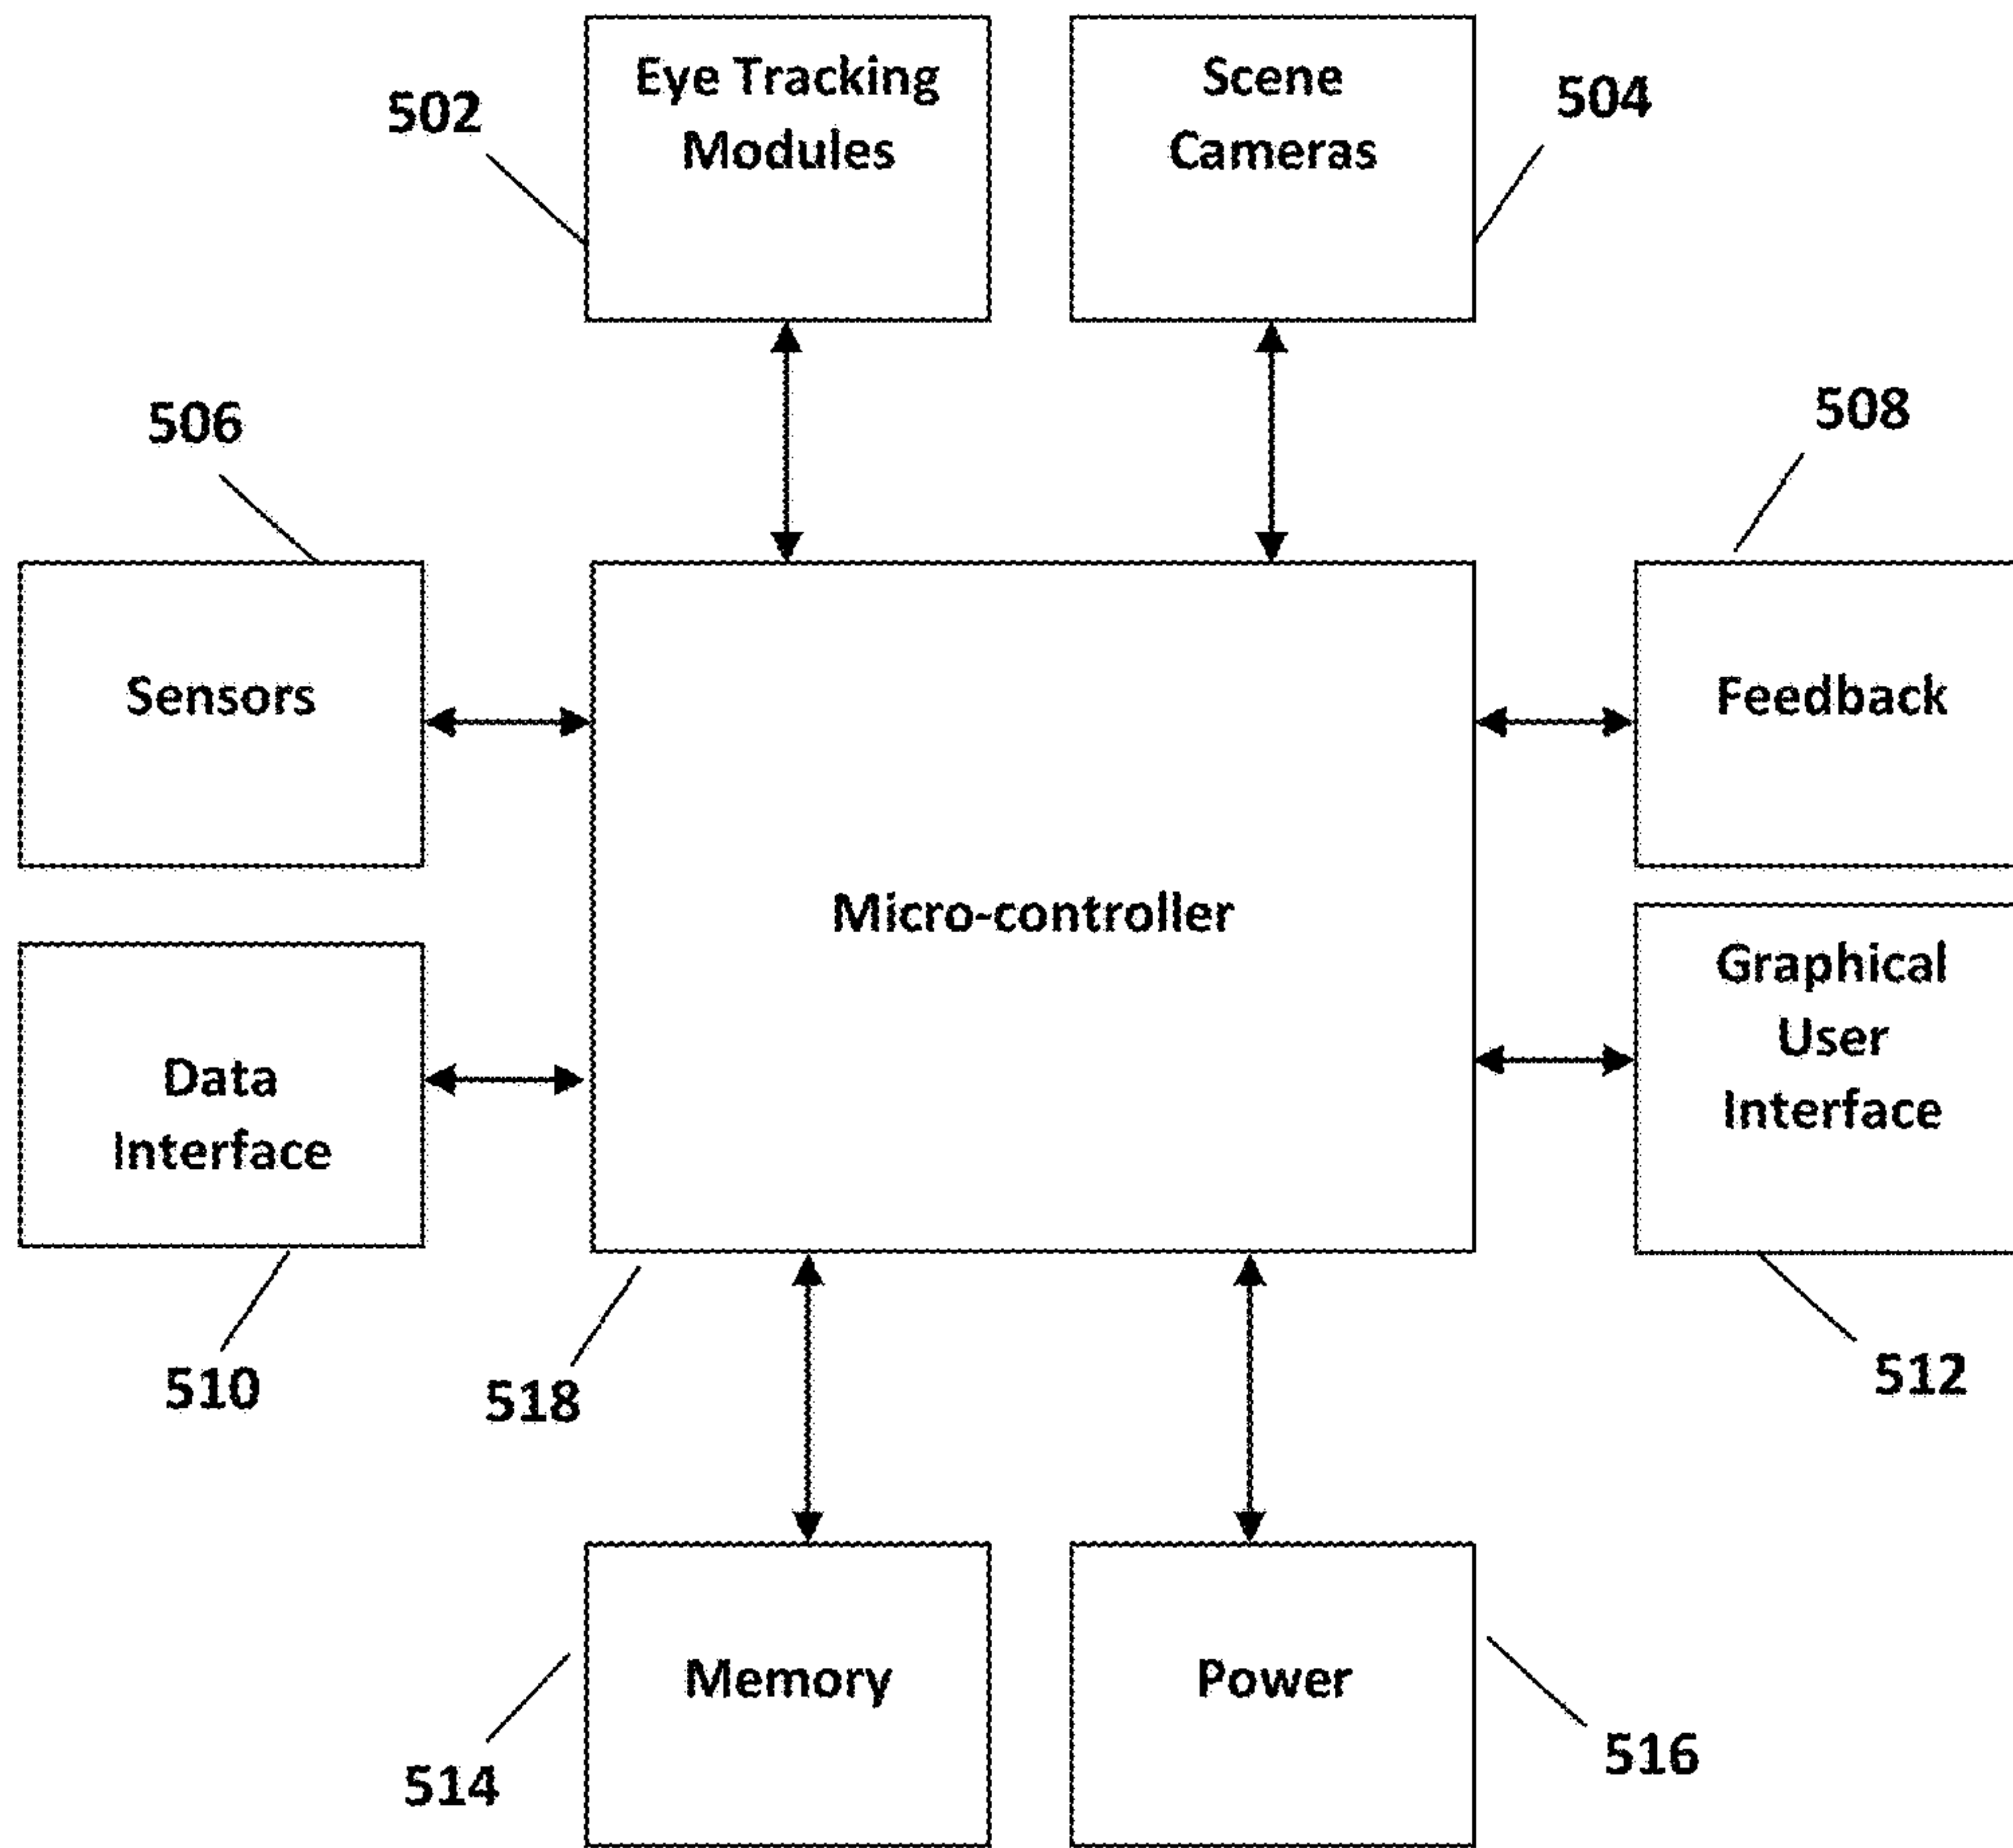 Eye Tracking
Modules
Scene
Cameras
502
504
506
508
Sensors
Feedback
Micro-controller
Data
Interface
Graphical
User
Interface
510
518
512
Memory
Power
514
516